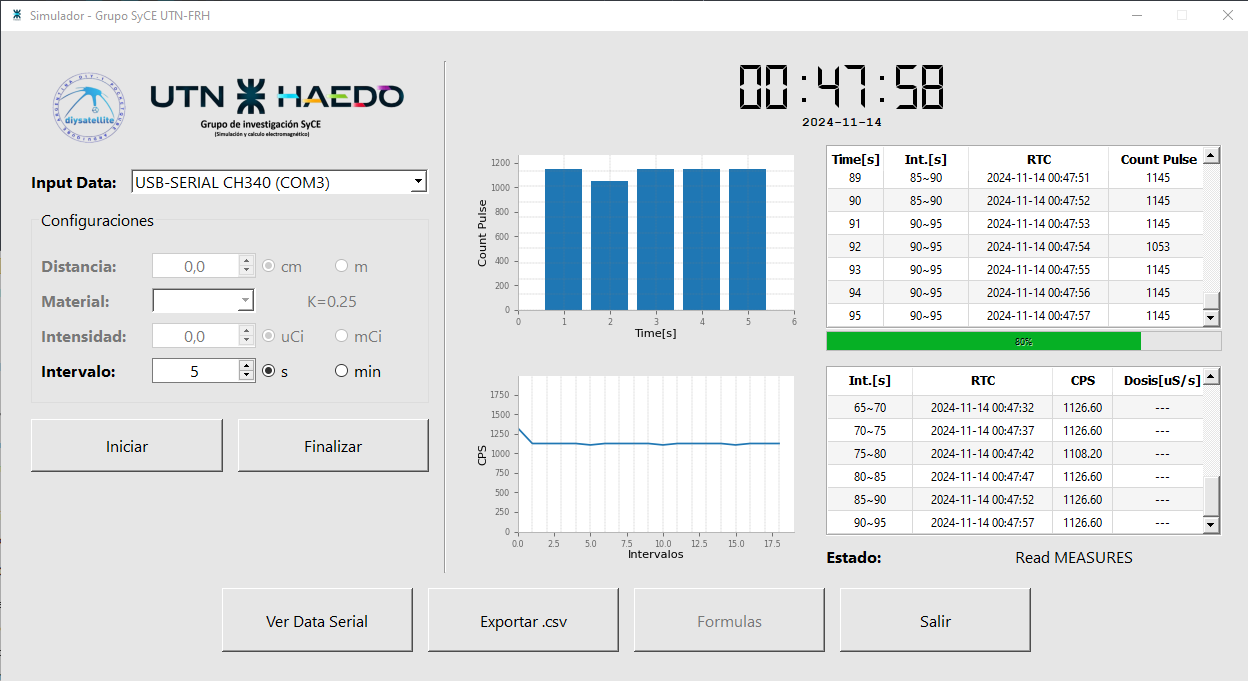 Simulador - Grupo SyCE UTN-FRH
diysatellite
UTN HAEDO
Grupo de investigación SyCE
(Simulación y calculo electromagnético)
Input Data: USB-SERIAL CH340 (COM3)
Configuraciones
Distancia: 0,0 cm m
Material: K=0.25
Intensidad: 0,0 uCi mCi
Intervalo: 5 s min
Iniciar Finalizar
1200
1000
800
600
400
200
0
Count Pulse
0 1 2 3 4 5 6
Time[s]
1750
1500
1250
1000
750
500
250
0
CPS
0.0 2.5 5.0 7.5 10.0 12.5 15.0 17.5
Intervalos
00:47:58
2024-11-14
Time[s] Int.[s] RTC Count Pulse
89 85~90 2024-11-14 00:47:51 1145
90 85~90 2024-11-14 00:47:52 1145
91 90~95 2024-11-14 00:47:53 1145
92 90~95 2024-11-14 00:47:54 1053
93 90~95 2024-11-14 00:47:55 1145
94 90~95 2024-11-14 00:47:56 1145
95 90~95 2024-11-14 00:47:57 1145
80%
Int.[s] RTC CPS Dosis[uS/s]
65~70 2024-11-14 00:47:32 1126.60 ---
70~75 2024-11-14 00:47:37 1126.60 ---
75~80 2024-11-14 00:47:42 1108.20 ---
80~85 2024-11-14 00:47:47 1126.60 ---
85~90 2024-11-14 00:47:52 1126.60 ---
90~95 2024-11-14 00:47:57 1126.60 ---
Estado: Read MEASURES
Ver Data Serial Exportar .csv Formulas Salir